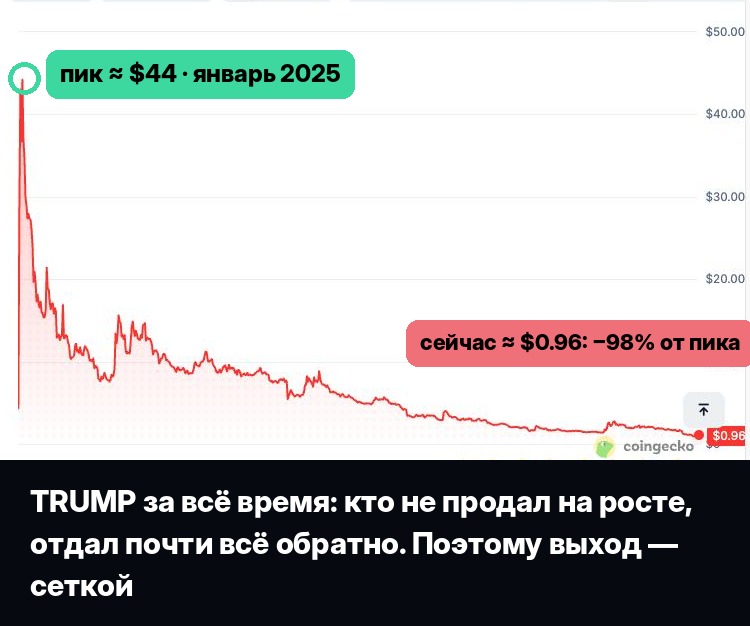 $50.00
пик ≈ $44 · январь 2025
$40.00
$30.00
$20.00
сейчас ≈ $0.96: −98% от пика
$0.96
coingecko
TRUMP за всё время: кто не продал на росте,
отдал почти всё обратно. Поэтому выход —
сеткой